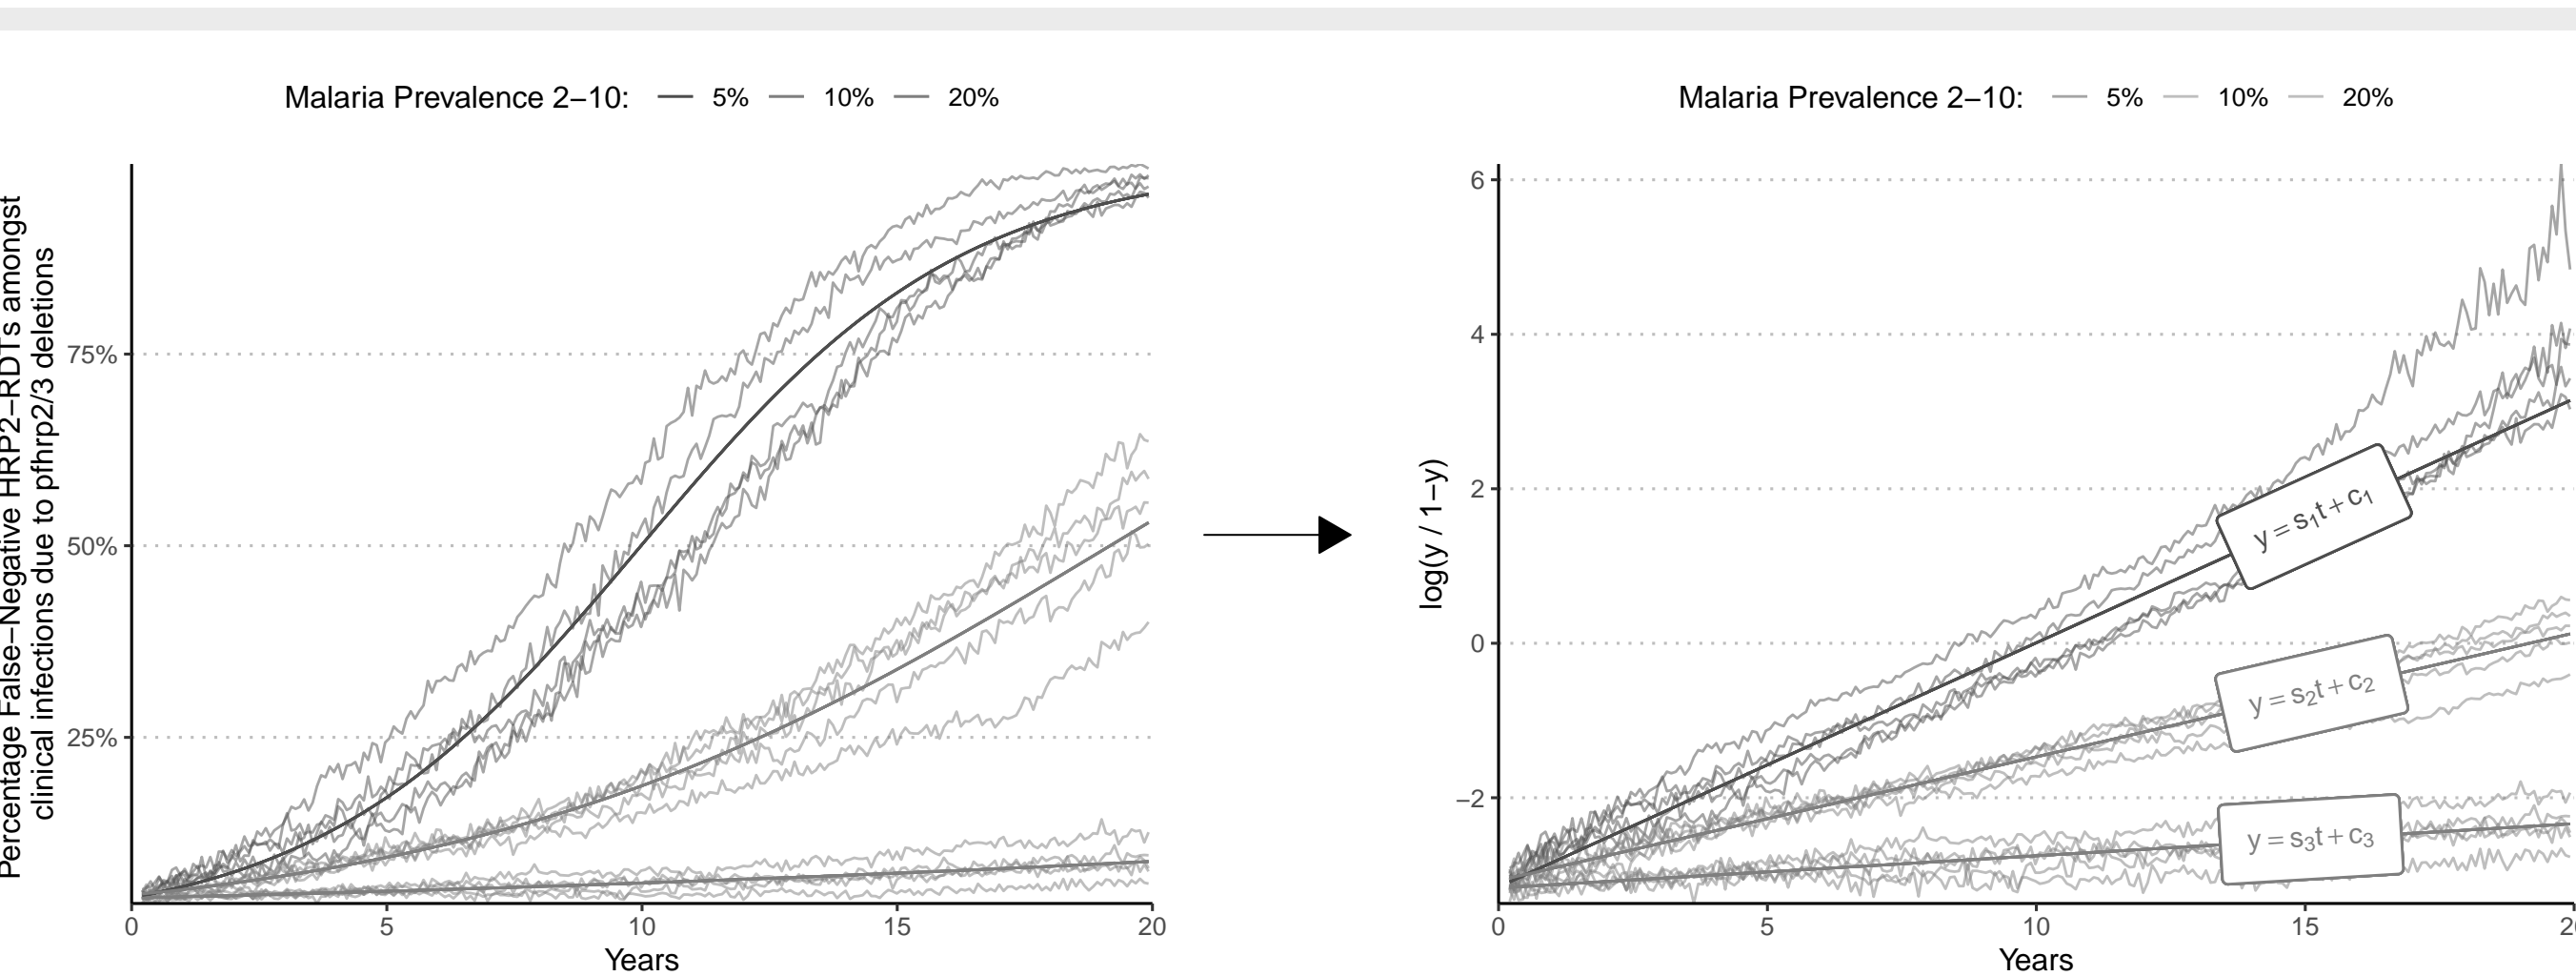 Malaria Prevalence 2–10: 5% 10% 20%
Percentage False–Negative HRP2–RDTs amongst
clinical infections due to pfhrp2/3 deletions
75%
50%
25%
0 5 10 15 20
Years
Malaria Prevalence 2–10: 5% 10% 20%
log(y / 1–y)
6
4
2
0
–2
y = s₁t + c₁
y = s₂t + c₂
y = s₃t + c₃
0 5 10 15
Years